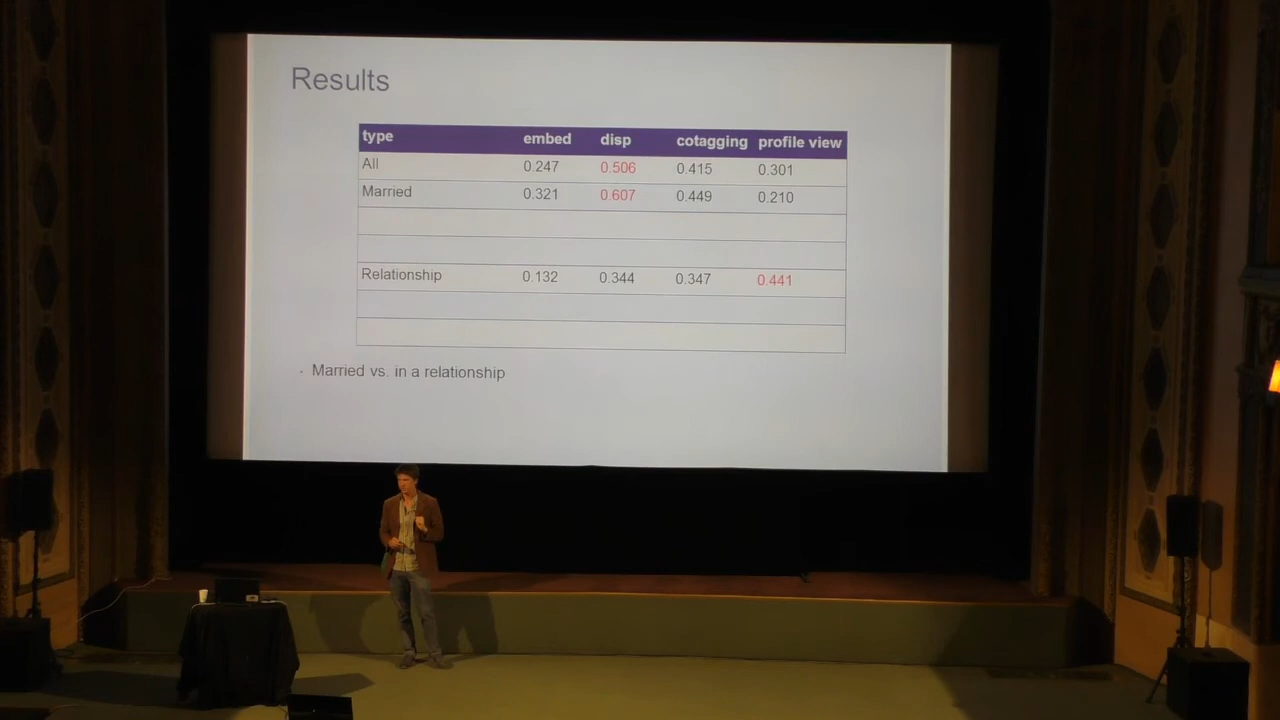 Results
type embed disp cotagging profile view
All 0.247 0.506 0.415 0.301
Married 0.321 0.607 0.449 0.210
Relationship 0.132 0.344 0.347 0.441
· Married vs. in a relationship